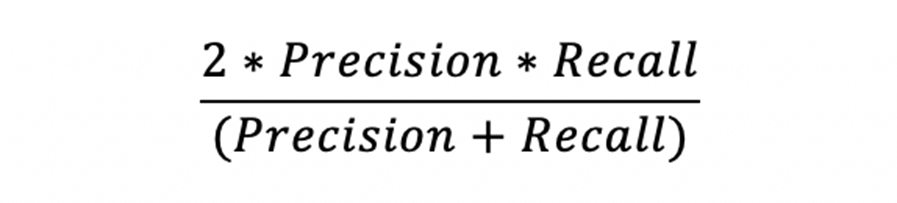 2 * Precision * Recall
(Precision + Recall)